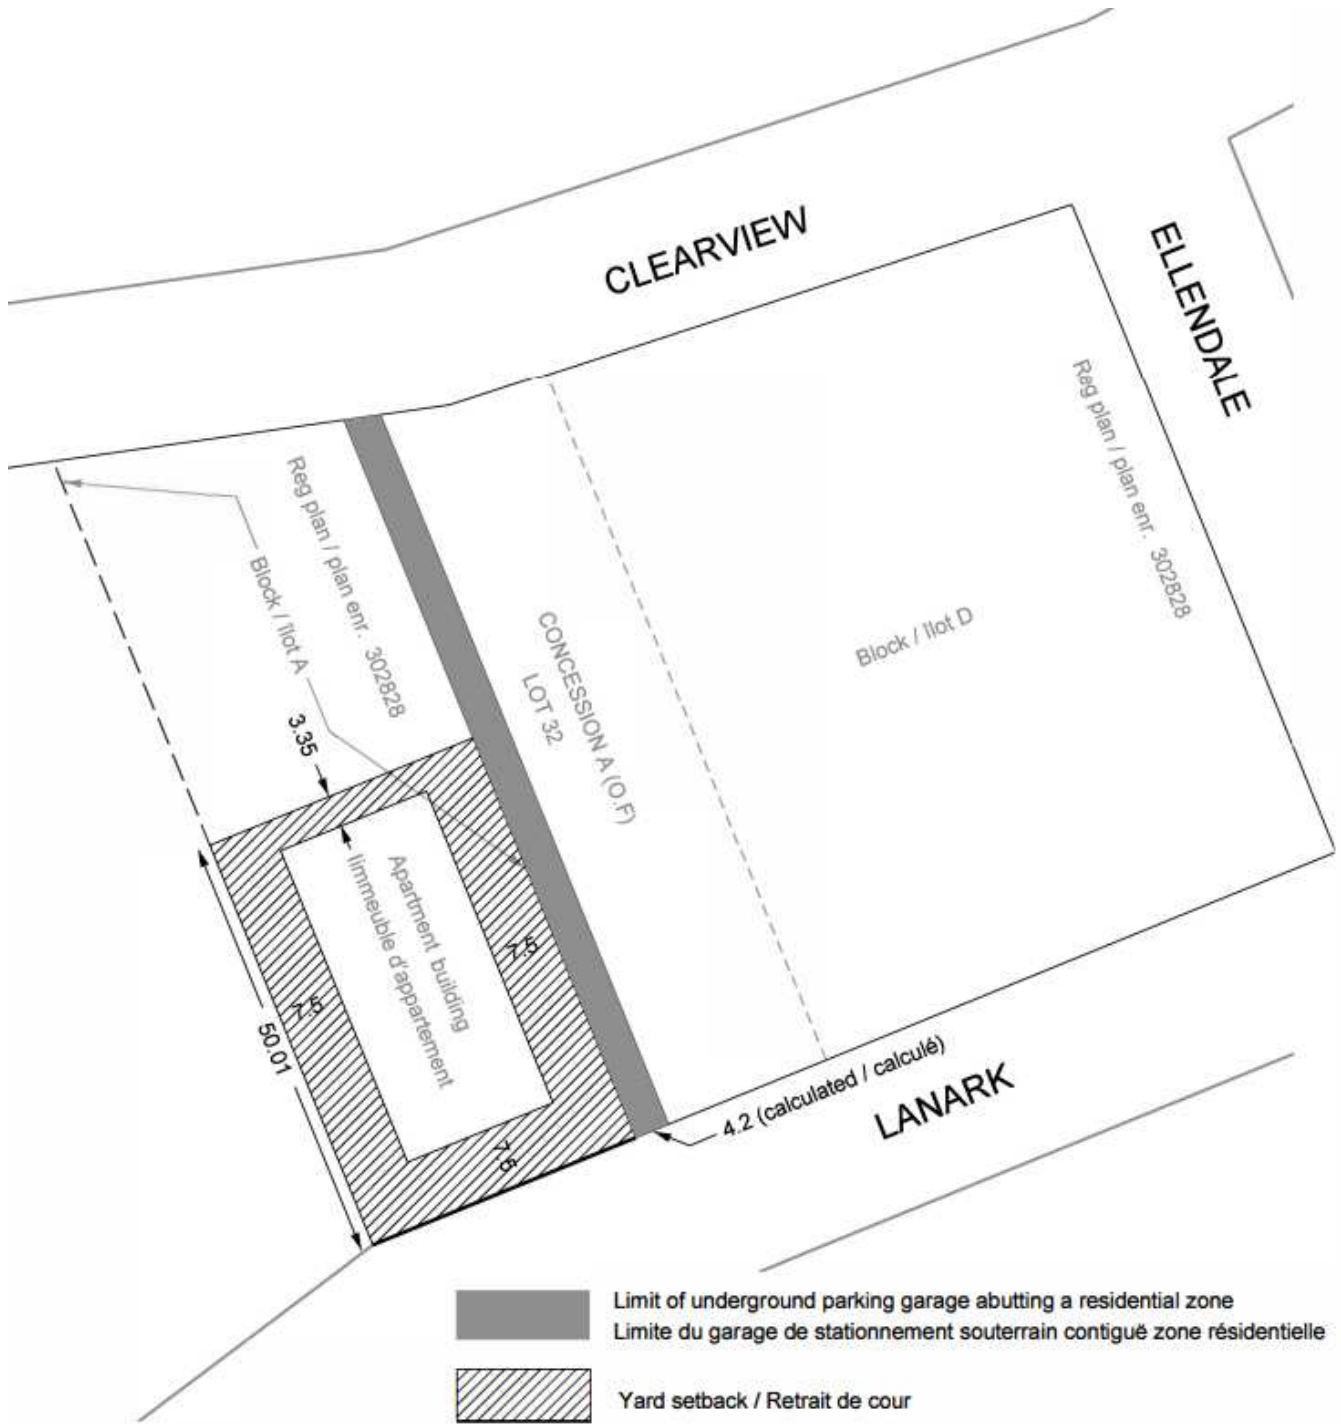 CLEARVIEW
ELLENDALE
Reg plan / plan enr. 302828
Reg plan / plan enr. 302828
Block / îlot A
CONCESSION A (O.F)
LOT 32
Block / îlot D
3.35
Apartment building
Iimmeuble d'appartement
7.5
7.5
50.01
7.5
4.2 (calculated / calculé)
LANARK
Limit of underground parking garage abutting a residential zone
Limite du garage de stationnement souterrain contiguë zone résidentielle
Yard setback / Retrait de cour